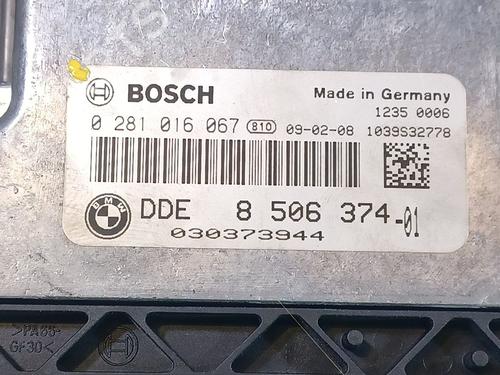 BOSCH
Made in Germany
1235 0006
0 281 016 067 810 09-02-08 1039S32778
BMW
DDE 8 506 374-01
030373944
>PA66-
GF30<